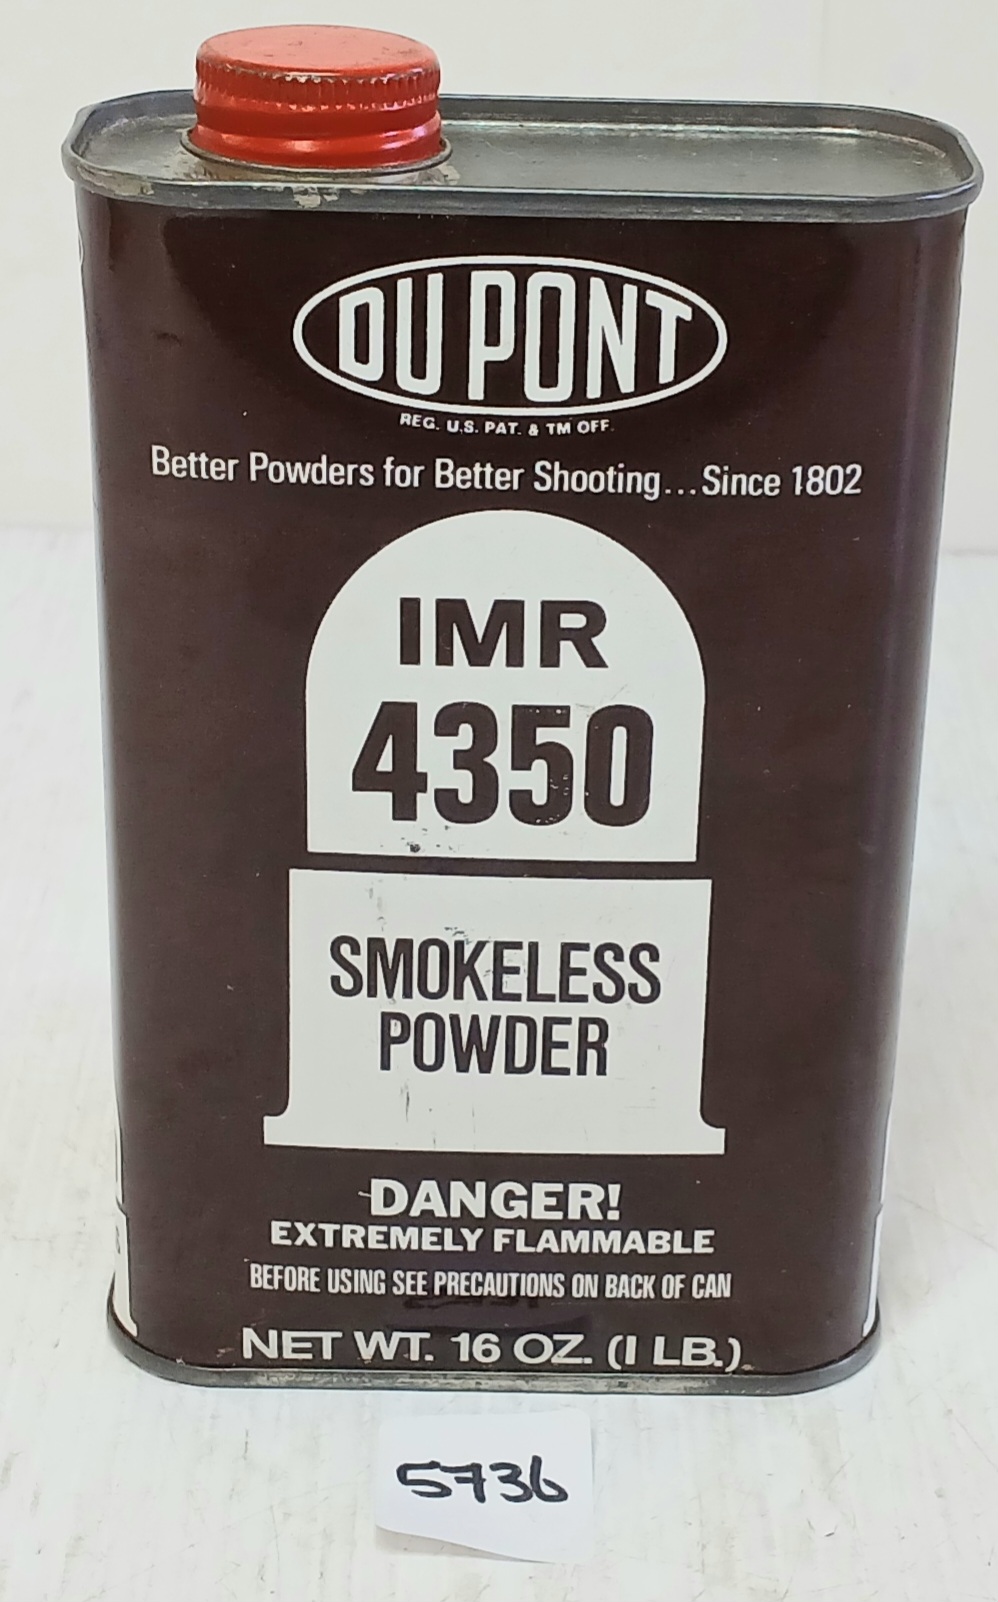 DU PONT
REG. U.S. PAT. & TM OFF.
Better Powders for Better Shooting...Since 1802
IMR
4350
SMOKELESS
POWDER
DANGER!
EXTREMELY FLAMMABLE
BEFORE USING SEE PRECAUTIONS ON BACK OF CAN
NET WT. 16 OZ. (1 LB.)
5736